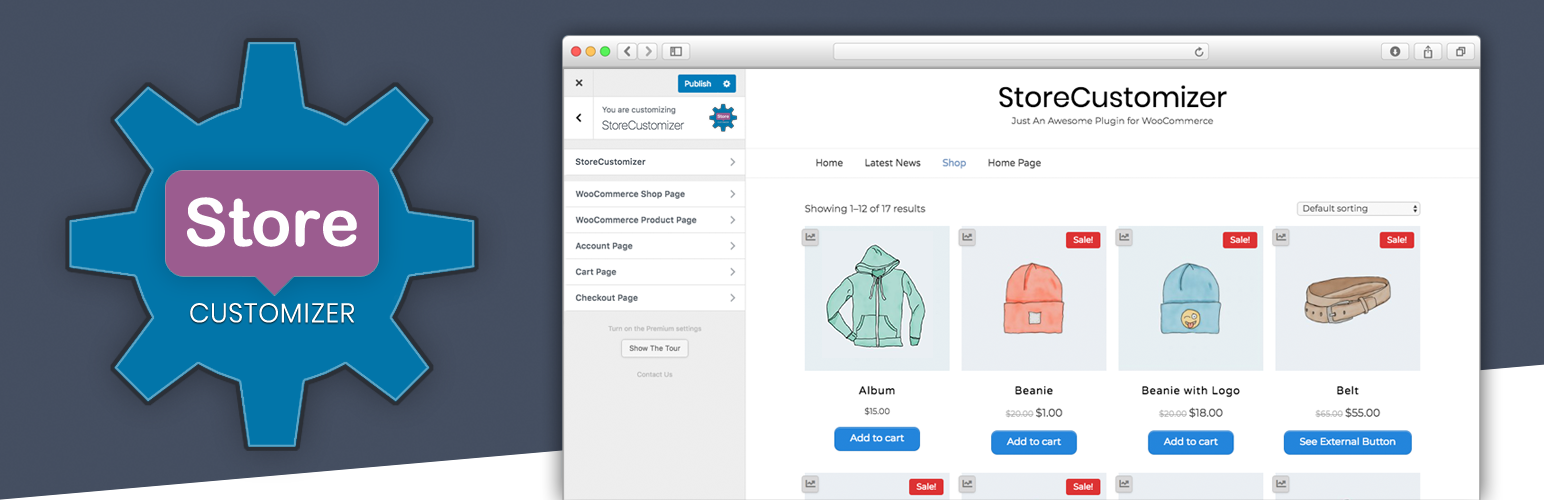 Store
CUSTOMIZER
Publish
You are customizing
StoreCustomizer
Store
StoreCustomizer
WooCommerce Shop Page
WooCommerce Product Page
Account Page
Cart Page
Checkout Page
Turn on the Premium settings
Show The Tour
Contact Us
StoreCustomizer
Just An Awesome Plugin for WooCommerce
Home Latest News Shop Home Page
Showing 1–12 of 17 results
Default sorting
Sale! Sale! Sale!
Album Beanie Beanie with Logo Belt
$15.00 $20.00 $1.00 $20.00 $18.00 $65.00 $55.00
Add to cart Add to cart Add to cart See External Button
Sale! Sale!